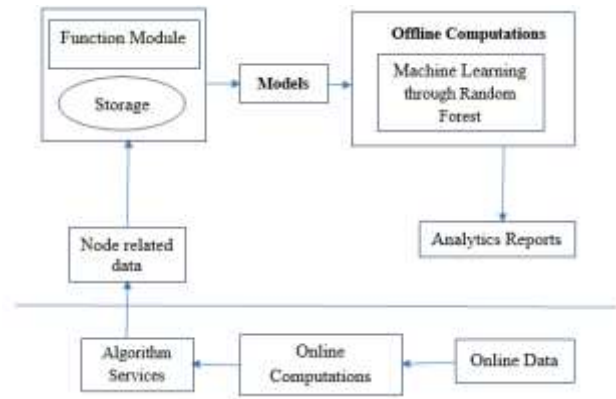 Function Module
Storage
Models
Offline Computations
Machine Learning
through Random
Forest
Node related
data
Analytics Reports
Algorithm
Services
Online
Computations
Online Data